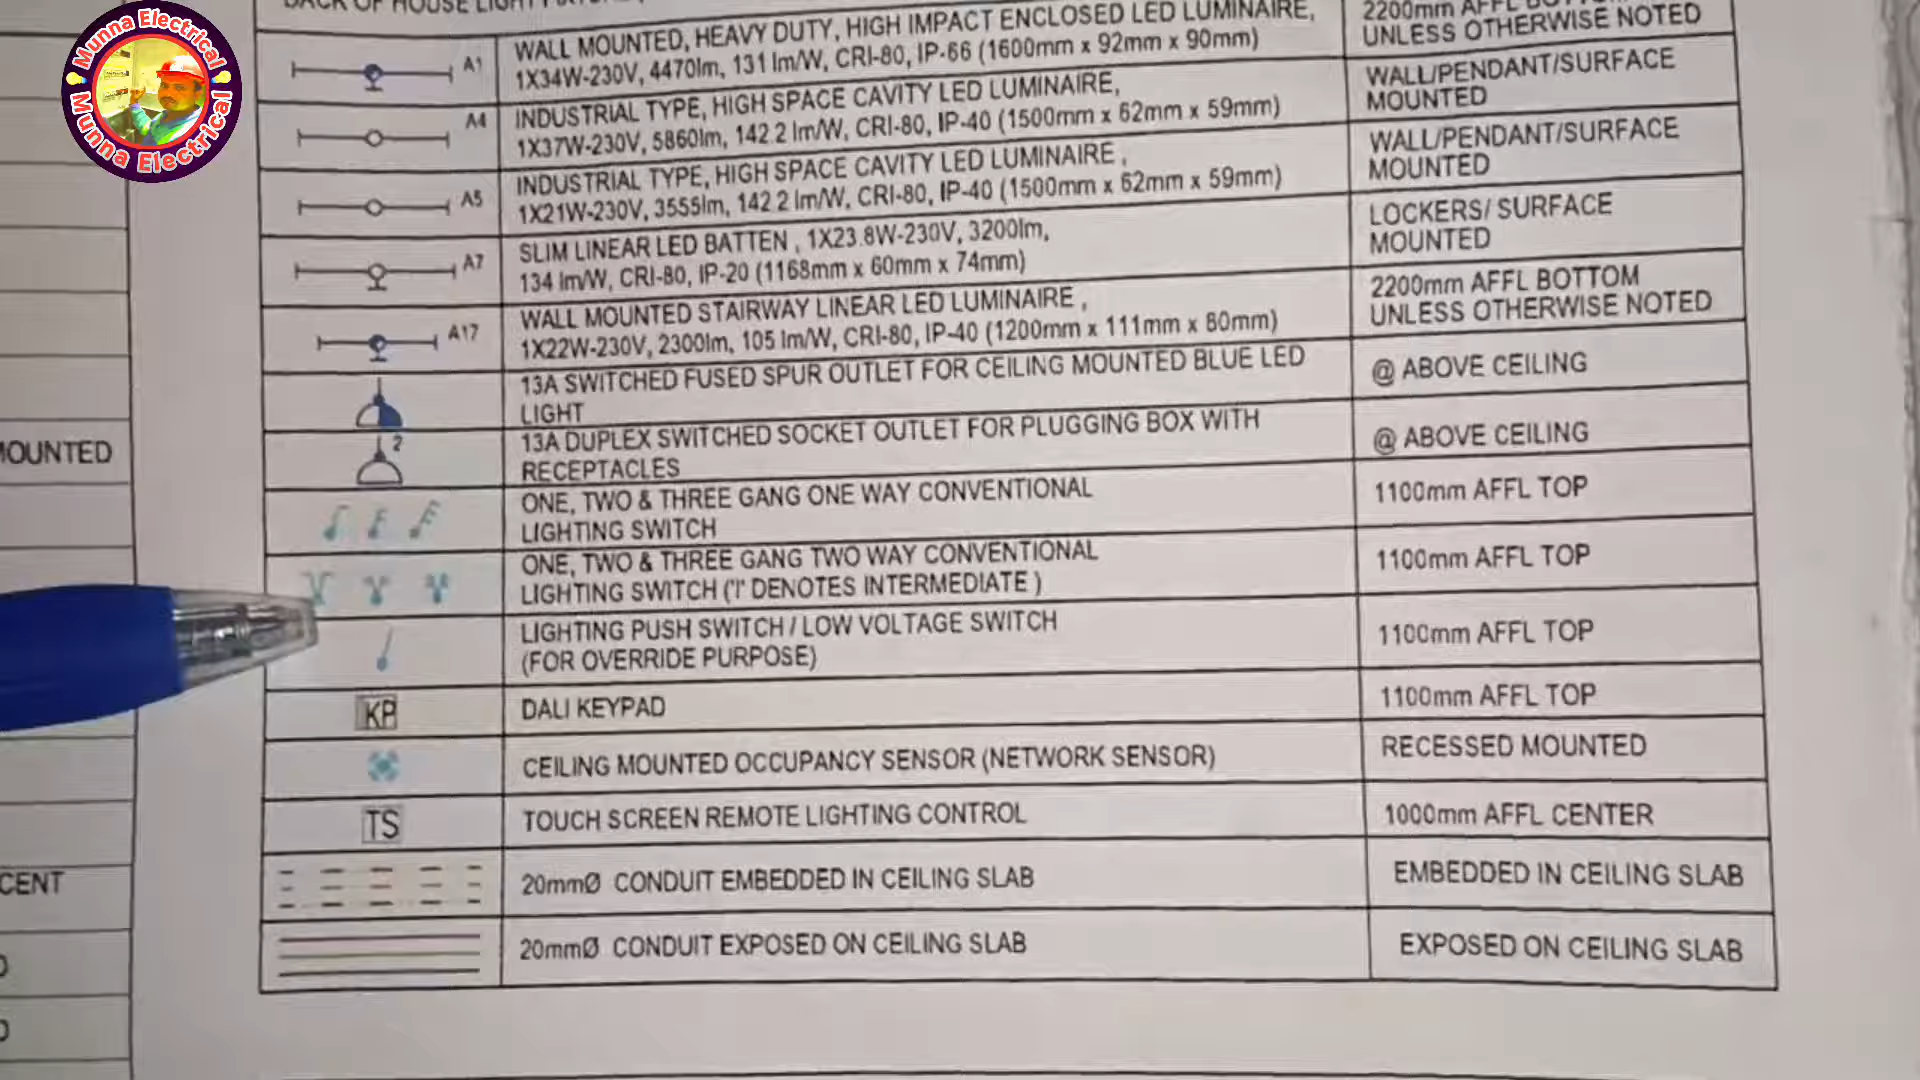 Munna Electrical
Munna Electrical
BACK OF HOUSE LIGHT
A1
WALL MOUNTED, HEAVY DUTY, HIGH IMPACT ENCLOSED LED LUMINAIRE,
1X34W-230V, 4470lm, 131 lm/W, CRI-80, IP-66 (1600mm x 92mm x 90mm)
2200mm AFFL
UNLESS OTHERWISE NOTED
A4
INDUSTRIAL TYPE, HIGH SPACE CAVITY LED LUMINAIRE,
1X37W-230V, 5860lm, 142.2 lm/W, CRI-80, IP-40 (1500mm x 62mm x 59mm)
WALL/PENDANT/SURFACE
MOUNTED
A5
INDUSTRIAL TYPE, HIGH SPACE CAVITY LED LUMINAIRE ,
1X21W-230V, 3555lm, 142.2 lm/W, CRI-80, IP-40 (1500mm x 62mm x 59mm)
WALL/PENDANT/SURFACE
MOUNTED
A7
SLIM LINEAR LED BATTEN , 1X23.8W-230V, 3200lm,
134 lm/W, CRI-80, IP-20 (1168mm x 60mm x 74mm)
LOCKERS/ SURFACE
MOUNTED
A17
WALL MOUNTED STAIRWAY LINEAR LED LUMINAIRE ,
1X22W-230V, 2300lm, 105 lm/W, CRI-80, IP-40 (1200mm x 111mm x 80mm)
2200mm AFFL BOTTOM
UNLESS OTHERWISE NOTED
13A SWITCHED FUSED SPUR OUTLET FOR CEILING MOUNTED BLUE LED
LIGHT
@ ABOVE CEILING
2
13A DUPLEX SWITCHED SOCKET OUTLET FOR PLUGGING BOX WITH
RECEPTACLES
@ ABOVE CEILING
ONE, TWO & THREE GANG ONE WAY CONVENTIONAL
LIGHTING SWITCH
1100mm AFFL TOP
ONE, TWO & THREE GANG TWO WAY CONVENTIONAL
LIGHTING SWITCH ('I' DENOTES INTERMEDIATE )
1100mm AFFL TOP
LIGHTING PUSH SWITCH / LOW VOLTAGE SWITCH
(FOR OVERRIDE PURPOSE)
1100mm AFFL TOP
KP
DALI KEYPAD
1100mm AFFL TOP
CEILING MOUNTED OCCUPANCY SENSOR (NETWORK SENSOR)
RECESSED MOUNTED
TS
TOUCH SCREEN REMOTE LIGHTING CONTROL
1000mm AFFL CENTER
20mmØ CONDUIT EMBEDDED IN CEILING SLAB
EMBEDDED IN CEILING SLAB
20mmØ CONDUIT EXPOSED ON CEILING SLAB
EXPOSED ON CEILING SLAB
MOUNTED
CENT